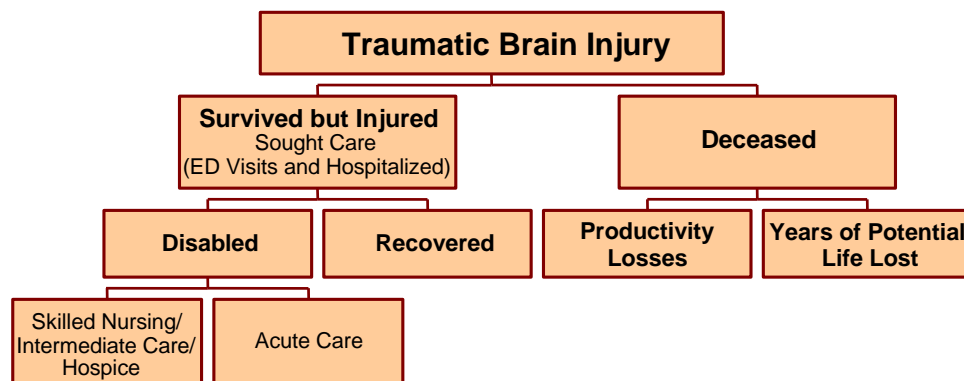 Traumatic Brain Injury
Survived but Injured
Sought Care
(ED Visits and Hospitalized)
Deceased
Disabled
Recovered
Productivity
Losses
Years of Potential
Life Lost
Skilled Nursing/
Intermediate Care/
Hospice
Acute Care